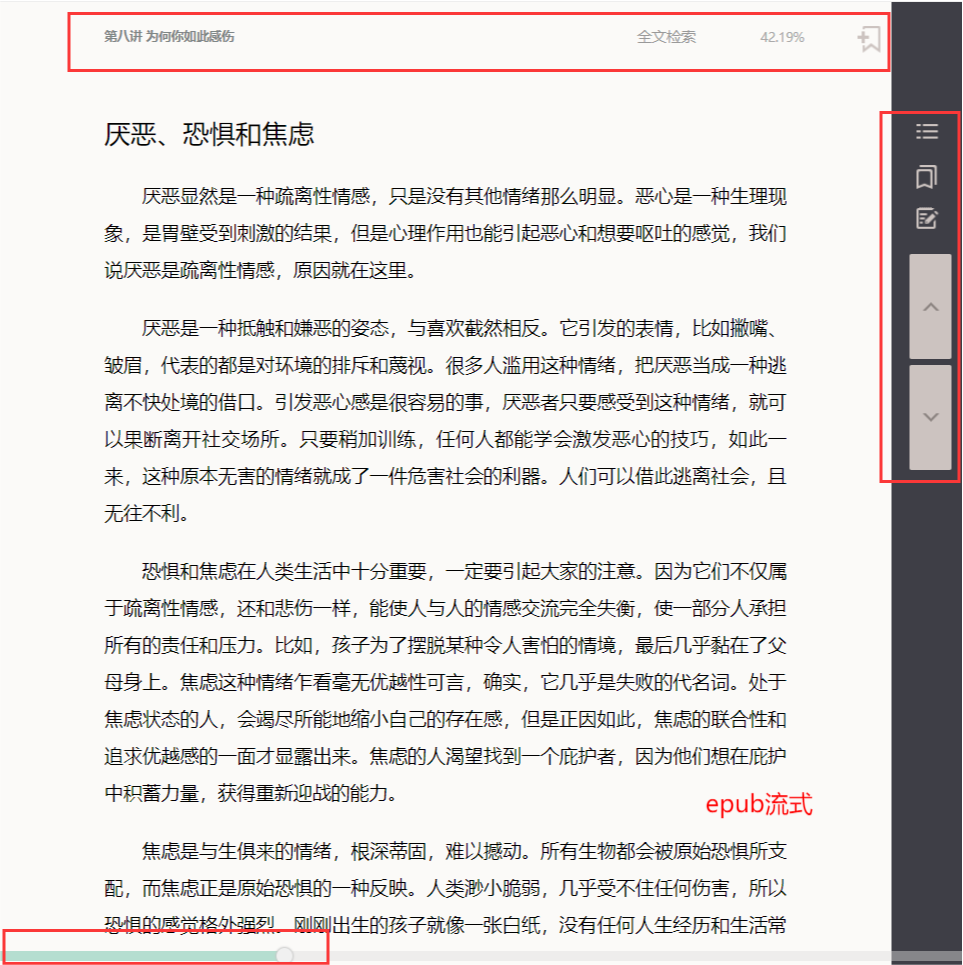 第八讲 为何你如此感伤 全文检索 42.19%
厌恶、恐惧和焦虑
厌恶显然是一种疏离性情感，只是没有其他情绪那么明显。恶心是一种生理现
象，是胃壁受到刺激的结果，但是心理作用也能引起恶心和想要呕吐的感觉，我们
说厌恶是疏离性情感，原因就在这里。
厌恶是一种抵触和嫌恶的姿态，与喜欢截然相反。它引发的表情，比如撇嘴、
皱眉，代表的都是对环境的排斥和蔑视。很多人滥用这种情绪，把厌恶当成一种逃
离不快处境的借口。引发恶心感是很容易的事，厌恶者只要感受到这种情绪，就可
以果断离开社交场所。只要稍加训练，任何人都能学会激发恶心的技巧，如此一
来，这种原本无害的情绪就成了一件危害社会的利器。人们可以借此逃离社会，且
无往不利。
恐惧和焦虑在人类生活中十分重要，一定要引起大家的注意。因为它们不仅属
于疏离性情感，还和悲伤一样，能使人与人的情感交流完全失衡，使一部分人承担
所有的责任和压力。比如，孩子为了摆脱某种令人害怕的情境，最后几乎黏在了父
母身上。焦虑这种情绪乍看毫无优越性可言，确实，它几乎是失败的代名词。处于
焦虑状态的人，会竭尽所能地缩小自己的存在感，但是正因如此，焦虑的联合性和
追求优越感的一面才显露出来。焦虑的人渴望找到一个庇护者，因为他们想在庇护
中积蓄力量，获得重新迎战的能力。
epub流式
焦虑是与生俱来的情绪，根深蒂固，难以撼动。所有生物都会被原始恐惧所支
配，而焦虑正是原始恐惧的一种反映。人类渺小脆弱，几乎受不住任何伤害，所以
恐惧的感觉格外强烈。刚刚出生的孩子就像一张白纸，没有任何人生经历和生活常